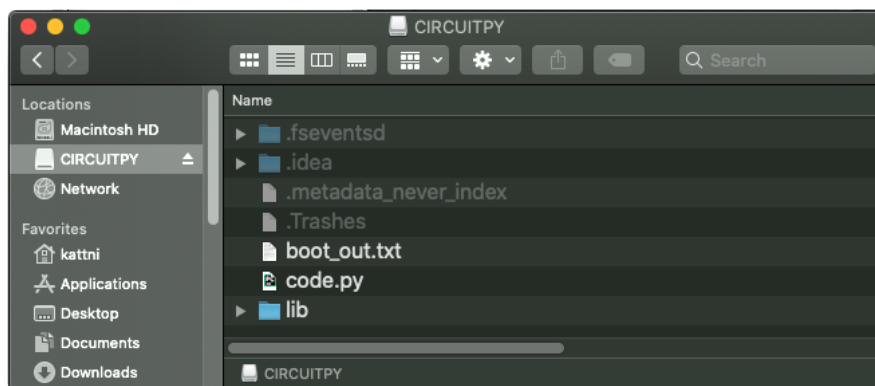 CIRCUITPY
Search
Locations
Macintosh HD
CIRCUITPY
Network
Favorites
kattni
Applications
Desktop
Documents
Downloads
Name
.fseventsd
.idea
.metadata_never_index
.Trashes
boot_out.txt
code.py
lib
CIRCUITPY